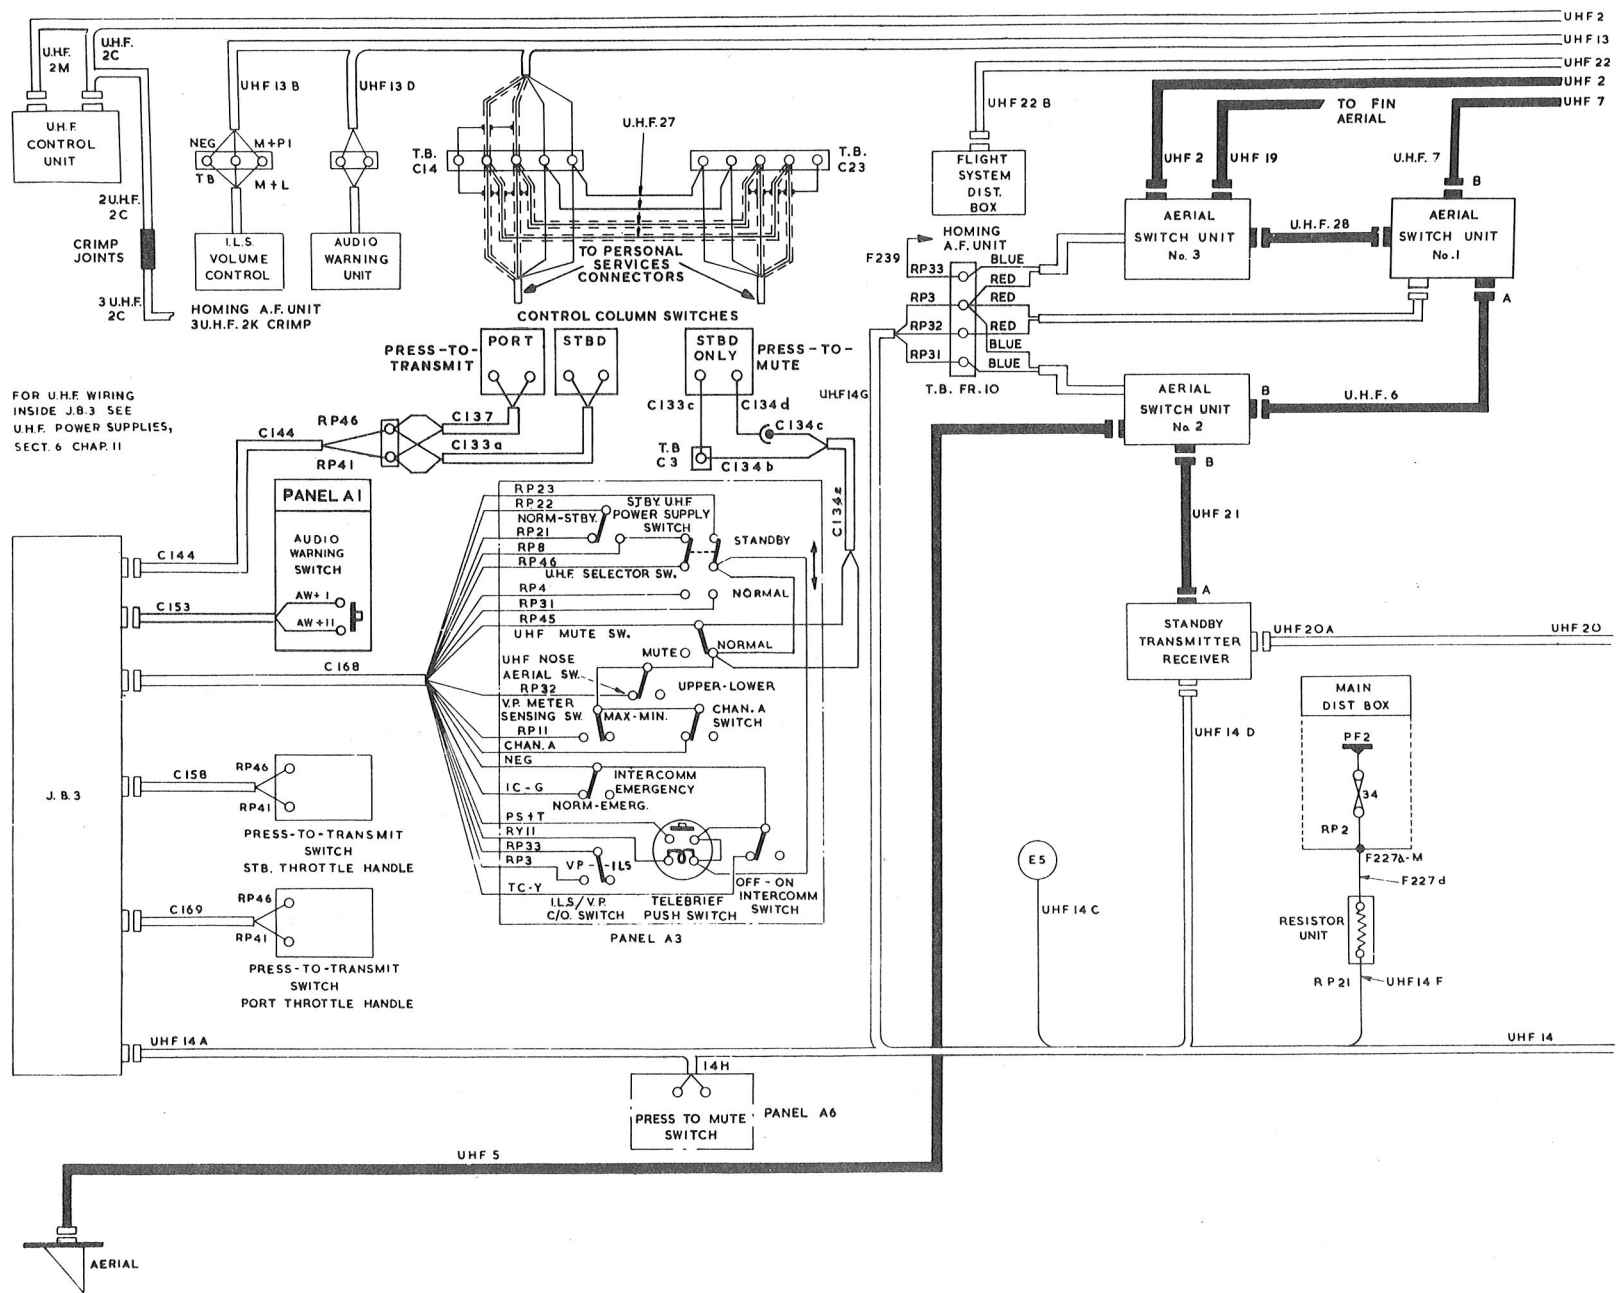 UHF 2
UHF 13
UHF 22
UHF 2
UHF 7
U.H.F.
2M
U.H.F.
2C
UHF 13 B
UHF 13 D
UHF 22 B
TO FIN
AERIAL
U.H.F.
CONTROL
UNIT
NEG
M+PI
TB
M+L
T.B.
C14
U.H.F.27
T.B.
C23
FLIGHT
SYSTEM
DIST.
BOX
UHF 2
UHF 19
U.H.F. 7
B
2U.H.F.
2C
CRIMP
JOINTS
3 U.H.F.
2C
I.L.S.
VOLUME
CONTROL
AUDIO
WARNING
UNIT
HOMING A.F. UNIT
3U.H.F. 2K CRIMP
TO PERSONAL
SERVICES
CONNECTORS
HOMING
A.F. UNIT
F239
AERIAL
SWITCH UNIT
No. 3
U.H.F. 28
AERIAL
SWITCH UNIT
No.1
A
RP33
BLUE
RP3
RED
RED
RP32
RED
BLUE
RP31
BLUE
T.B. FR.10
CONTROL COLUMN SWITCHES
PRESS-TO-
TRANSMIT
PORT
STBD
STBD
ONLY
PRESS-TO-
MUTE
UHF14G
AERIAL
SWITCH UNIT
No. 2
B
U.H.F. 6
B
FOR U.H.F. WIRING
INSIDE J.B.3 SEE
U.H.F. POWER SUPPLIES,
SECT. 6 CHAP. 11
RP46
C137
C133c
C134d
C144
C133a
RP41
T.B
C3
C134c
C134b
C134e
PANEL A1
AUDIO
WARNING
SWITCH
AW+ I
AW+II
C144
C153
C168
J.B.3
RP23
RP22
NORM-STBY.
STBY. U.H.F
POWER SUPPLY
SWITCH
RP21
RP8
STANDBY
RP46
U.H.F. SELECTOR SW.
RP4
NORMAL
RP31
RP45
UHF MUTE SW.
MUTE
NORMAL
UHF NOSE
AERIAL SW.
RP32
UPPER-LOWER
V.P. METER
SENSING SW.
MAX-MIN.
CHAN. A
SWITCH
RP11
CHAN. A
NEG
INTERCOMM
EMERGENCY
IC-G
NORM-EMERG.
PS+T
RY11
RP33
RP3
VP - ILS
TC-Y
I.L.S/V.P.
C/O. SWITCH
TELEBRIEF
PUSH SWITCH
OFF - ON
INTERCOMM
SWITCH
PANEL A3
C158
RP46
RP41
PRESS-TO-TRANSMIT
SWITCH
STB. THROTTLE HANDLE
C169
RP46
RP41
PRESS-TO-TRANSMIT
SWITCH
PORT THROTTLE HANDLE
UHF 21
A
STANDBY
TRANSMITTER
RECEIVER
UHF20A
UHF 20
UHF 14 D
MAIN
DIST BOX
PF2
34
RP2
F227A-M
F227d
RESISTOR
UNIT
RP21
UHF14 F
E5
UHF 14 C
UHF 14A
UHF 14
14H
PRESS TO MUTE
SWITCH
PANEL A6
UHF 5
AERIAL